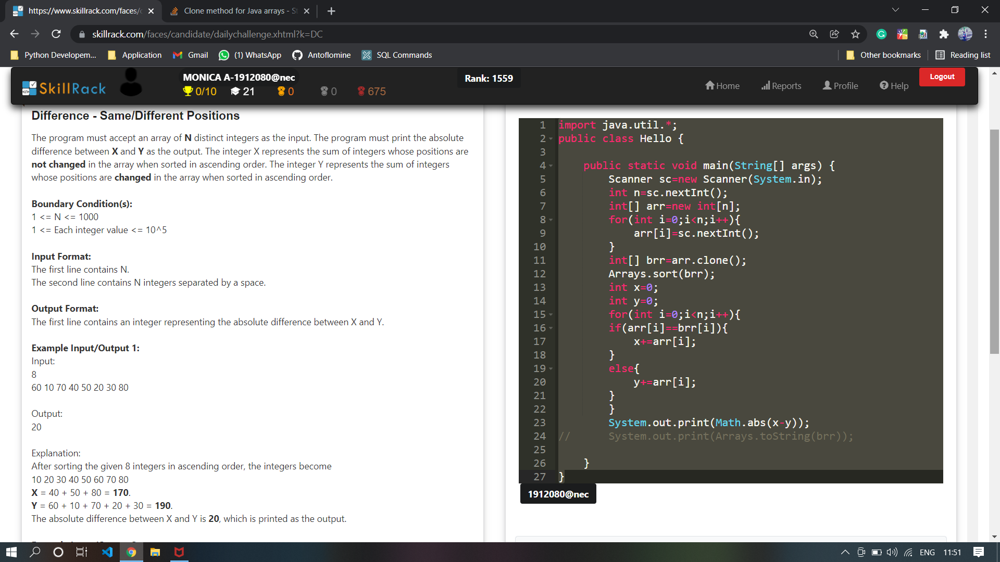 https://www.skillrack.com/faces/c
Clone method for Java arrays - St
skillrack.com/faces/candidate/dailychallenge.xhtml?k=DC
Python Developem...
Application
Gmail
(1) WhatsApp
Antoflomine
SQL Commands
Other bookmarks
Reading list
SkillRack
MONICA A-1912080@nec
0/10
21
0
0
675
Rank: 1559
Home
Reports
Profile
Help
Logout
Difference - Same/Different Positions
The program must accept an array of N distinct integers as the input. The program must print the absolute
difference between X and Y as the output. The integer X represents the sum of integers whose positions are
not changed in the array when sorted in ascending order. The integer Y represents the sum of integers
whose positions are changed in the array when sorted in ascending order.
Boundary Condition(s):
1 <= N <= 1000
1 <= Each integer value <= 10^5
Input Format:
The first line contains N.
The second line contains N integers separated by a space.
Output Format:
The first line contains an integer representing the absolute difference between X and Y.
Example Input/Output 1:
Input:
8
60 10 70 40 50 20 30 80
Output:
20
Explanation:
After sorting the given 8 integers in ascending order, the integers become
10 20 30 40 50 60 70 80
X = 40 + 50 + 80 = 170.
Y = 60 + 10 + 70 + 20 + 30 = 190.
The absolute difference between X and Y is 20, which is printed as the output.
1 import java.util.*;
2 public class Hello {
3
4 public static void main(String[] args) {
5 Scanner sc=new Scanner(System.in);
6 int n=sc.nextInt();
7 int[] arr=new int[n];
8 for(int i=0;i<n;i++){
9 arr[i]=sc.nextInt();
10 }
11 int[] brr=arr.clone();
12 Arrays.sort(brr);
13 int x=0;
14 int y=0;
15 for(int i=0;i<n;i++){
16 if(arr[i]==brr[i]){
17 x+=arr[i];
18 }
19 else{
20 y+=arr[i];
21 }
22 }
23 System.out.print(Math.abs(x-y));
24 // System.out.print(Arrays.toString(brr));
25
26 }
27 }
1912080@nec
ENG
11:51